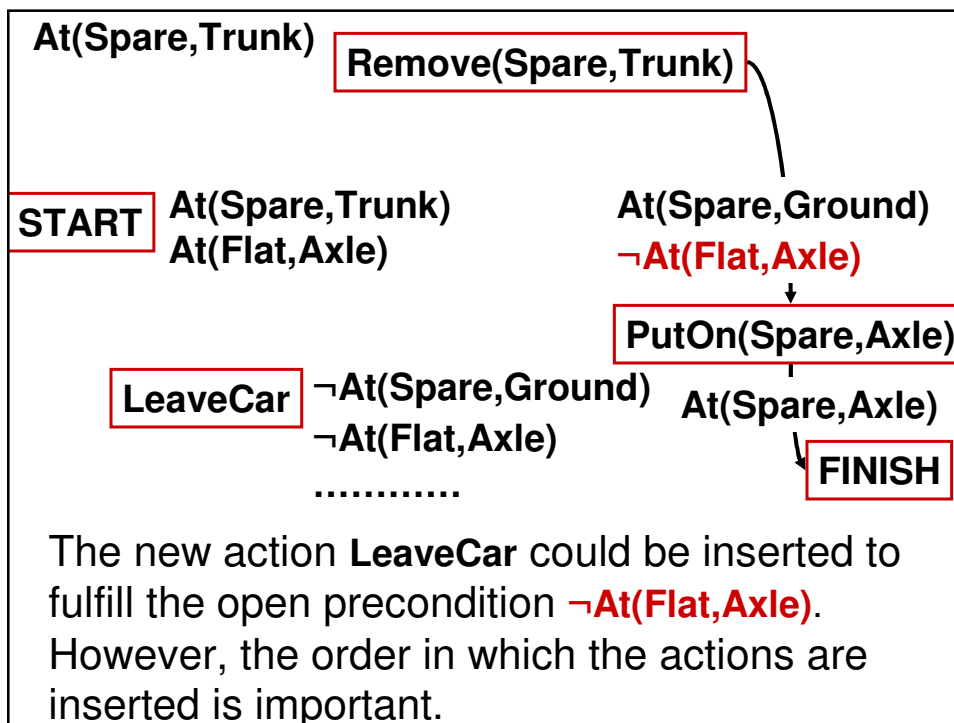 At(Spare,Trunk)
Remove(Spare,Trunk)
START
At(Spare,Trunk)
At(Flat,Axle)
At(Spare,Ground)
¬At(Flat,Axle)
PutOn(Spare,Axle)
LeaveCar
¬At(Spare,Ground)
¬At(Flat,Axle)
............
At(Spare,Axle)
FINISH
The new action LeaveCar could be inserted to
fulfill the open precondition ¬At(Flat,Axle).
However, the order in which the actions are
inserted is important.